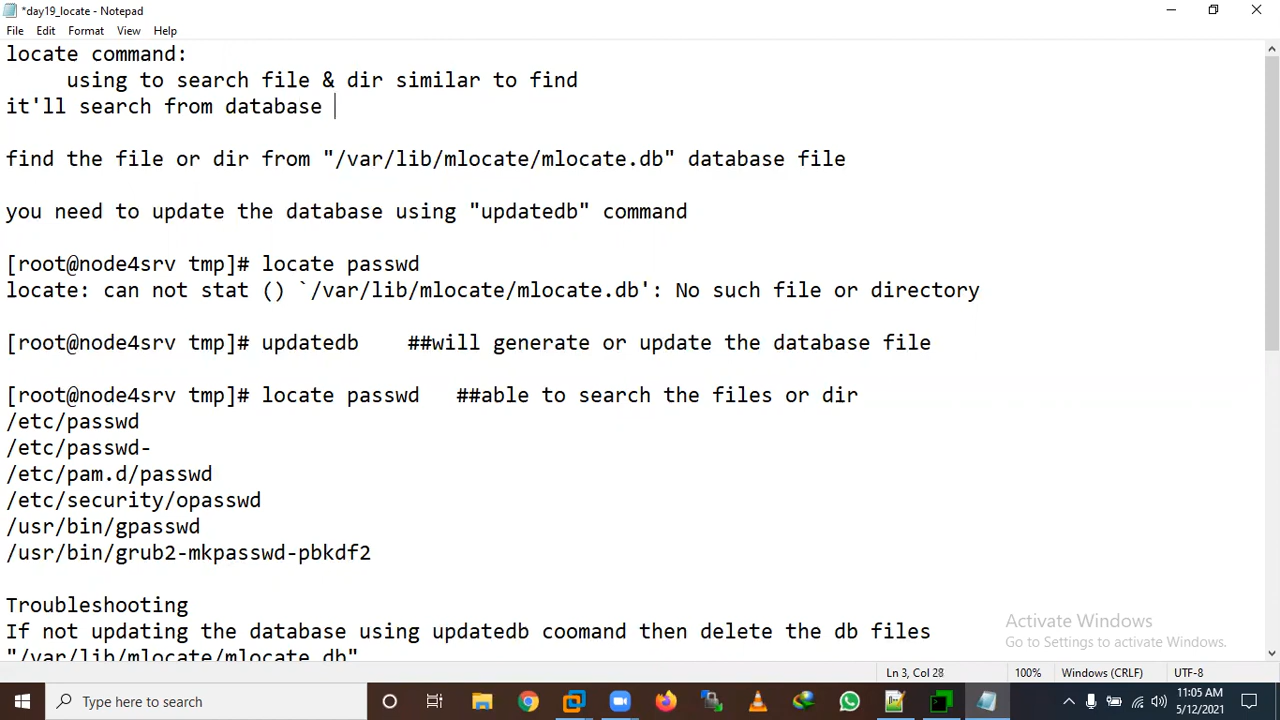 *day19_locate - Notepad
File Edit Format View Help
locate command:
using to search file & dir similar to find
it'll search from database
find the file or dir from "/var/lib/mlocate/mlocate.db" database file
you need to update the database using "updatedb" command
[root@node4srv tmp]# locate passwd
locate: can not stat () `/var/lib/mlocate/mlocate.db': No such file or directory
[root@node4srv tmp]# updatedb ##will generate or update the database file
[root@node4srv tmp]# locate passwd ##able to search the files or dir
/etc/passwd
/etc/passwd-
/etc/pam.d/passwd
/etc/security/opasswd
/usr/bin/gpasswd
/usr/bin/grub2-mkpasswd-pbkdf2
Troubleshooting
If not updating the database using updatedb coomand then delete the db files
"/var/lib/mlocate/mlocate.db"
Activate Windows
Go to Settings to activate Windows.
Ln 3, Col 28 100% Windows (CRLF) UTF-8
Type here to search
11:05 AM
5/12/2021